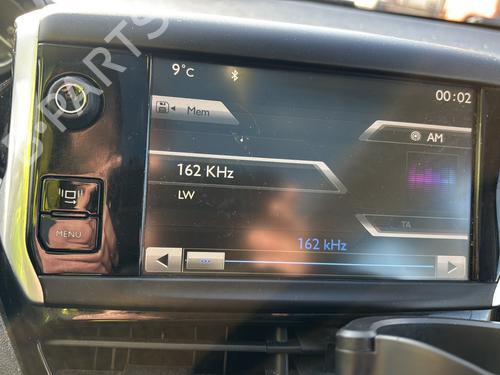 B-PARTS
9°C
00:02
Mem
AM
162 KHz
LW
TA
162 kHz
MENU